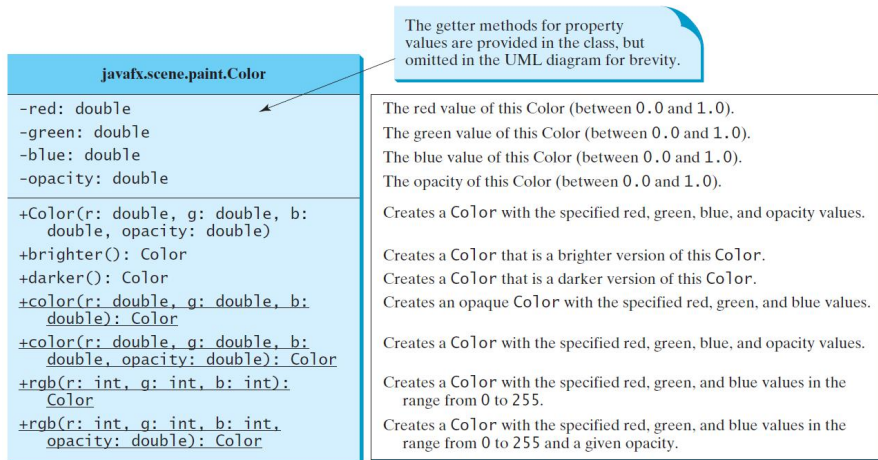 The getter methods for property
values are provided in the class, but
omitted in the UML diagram for brevity.
javafx.scene.paint.Color
-red: double
-green: double
-blue: double
-opacity: double
The red value of this Color (between 0.0 and 1.0).
The green value of this Color (between 0.0 and 1.0).
The blue value of this Color (between 0.0 and 1.0).
The opacity of this Color (between 0.0 and 1.0).
+Color(r: double, g: double, b:
double, opacity: double)
+brighter(): Color
+darker(): Color
+color(r: double, g: double, b:
double): Color
+color(r: double, g: double, b:
double, opacity: double): Color
+rgb(r: int, g: int, b: int):
Color
+rgb(r: int, g: int, b: int,
opacity: double): Color
Creates a Color with the specified red, green, blue, and opacity values.
Creates a Color that is a brighter version of this Color.
Creates a Color that is a darker version of this Color.
Creates an opaque Color with the specified red, green, and blue values.
Creates a Color with the specified red, green, blue, and opacity values.
Creates a Color with the specified red, green, and blue values in the
range from 0 to 255.
Creates a Color with the specified red, green, and blue values in the
range from 0 to 255 and a given opacity.